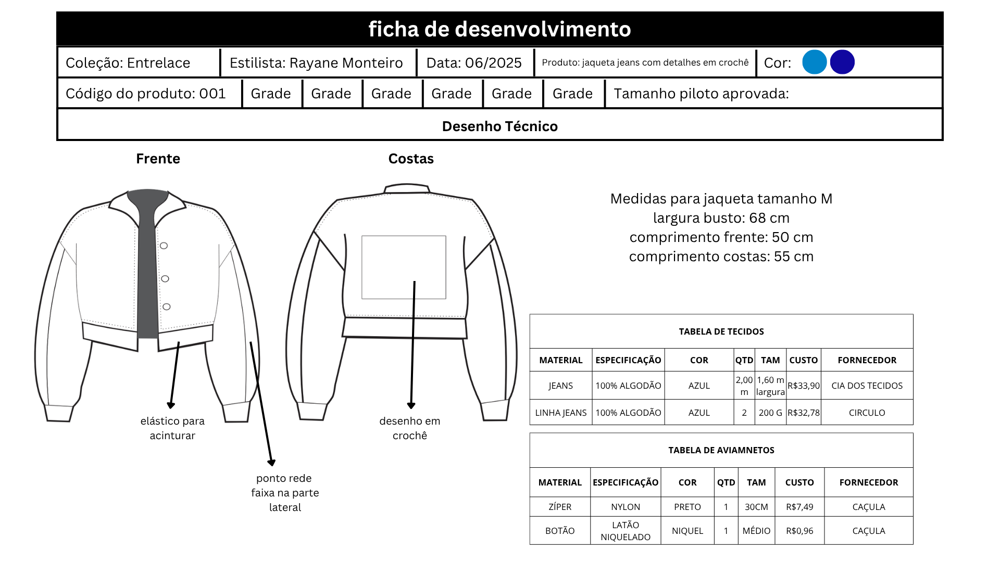 ficha de desenvolvimento
Coleção: Entrelace
Estilista: Rayane Monteiro
Data: 06/2025
Produto: jaqueta jeans com detalhes em crochê
Cor:
Código do produto: 001
Grade
Grade
Grade
Grade
Grade
Grade
Tamanho piloto aprovada:
Desenho Técnico
Frente
Costas
elástico para
acinturar
ponto rede
faixa na parte
lateral
desenho em
crochê
Medidas para jaqueta tamanho M
largura busto: 68 cm
comprimento frente: 50 cm
comprimento costas: 55 cm
TABELA DE TECIDOS
MATERIAL ESPECIFICAÇÃO COR QTD TAM CUSTO FORNECEDOR
JEANS 100% ALGODÃO AZUL 2,00 m 1,60 m largura R$33,90 CIA DOS TECIDOS
LINHA JEANS 100% ALGODÃO AZUL 2 200 G R$32,78 CIRCULO
TABELA DE AVIAMNETOS
MATERIAL ESPECIFICAÇÃO COR QTD TAM CUSTO FORNECEDOR
ZÍPER NYLON PRETO 1 30CM R$7,49 CAÇULA
BOTÃO LATÃO NIQUELADO NIQUEL 1 MÉDIO R$0,96 CAÇULA